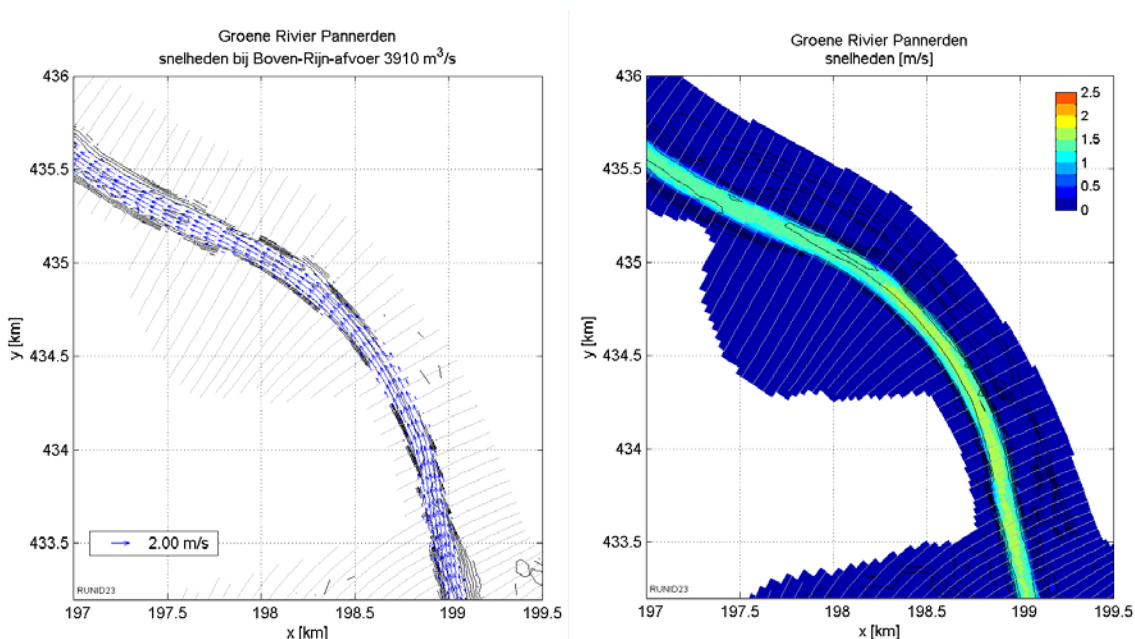 Groene Rivier Pannerden
snelheden bij Boven-Rijn-afvoer 3910 m³/s
436
435.5
435
434.5
434
433.5
y [km]
2.00 m/s
RUNID23
197
197.5
198
198.5
199
199.5
x [km]
Groene Rivier Pannerden
snelheden [m/s]
436
435.5
435
434.5
434
433.5
y [km]
2.5
2
1.5
1
0.5
0
RUNID23
197
197.5
198
198.5
199
199.5
x [km]